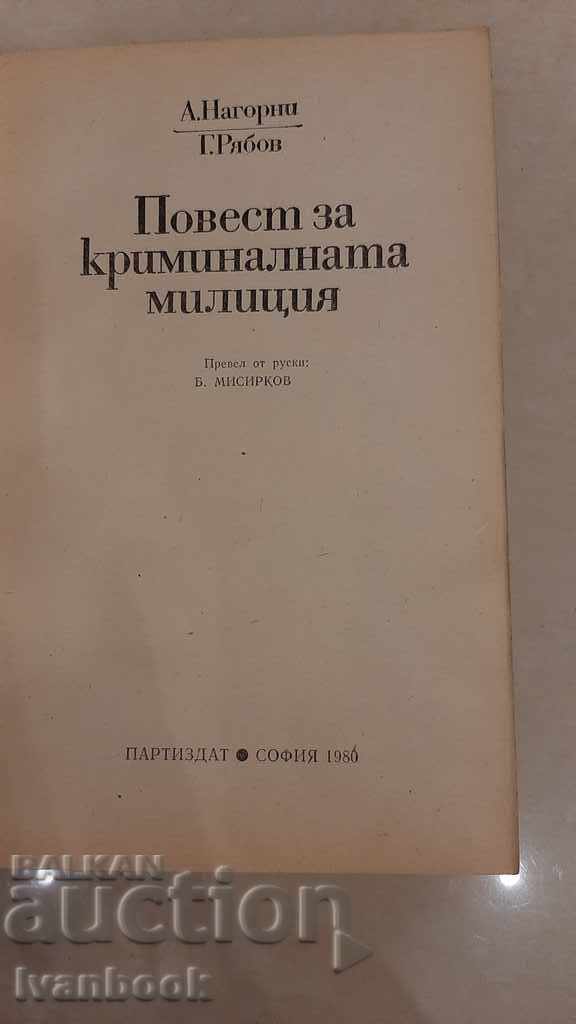 А.Нагорни
Г.Рябов
Повест за
криминалната
милиция
Превел от руски:
Б. МИСИРКОВ
ПАРТИЗДАТ ● СОФИЯ 1980
BALKAN
auction
Ivanbook